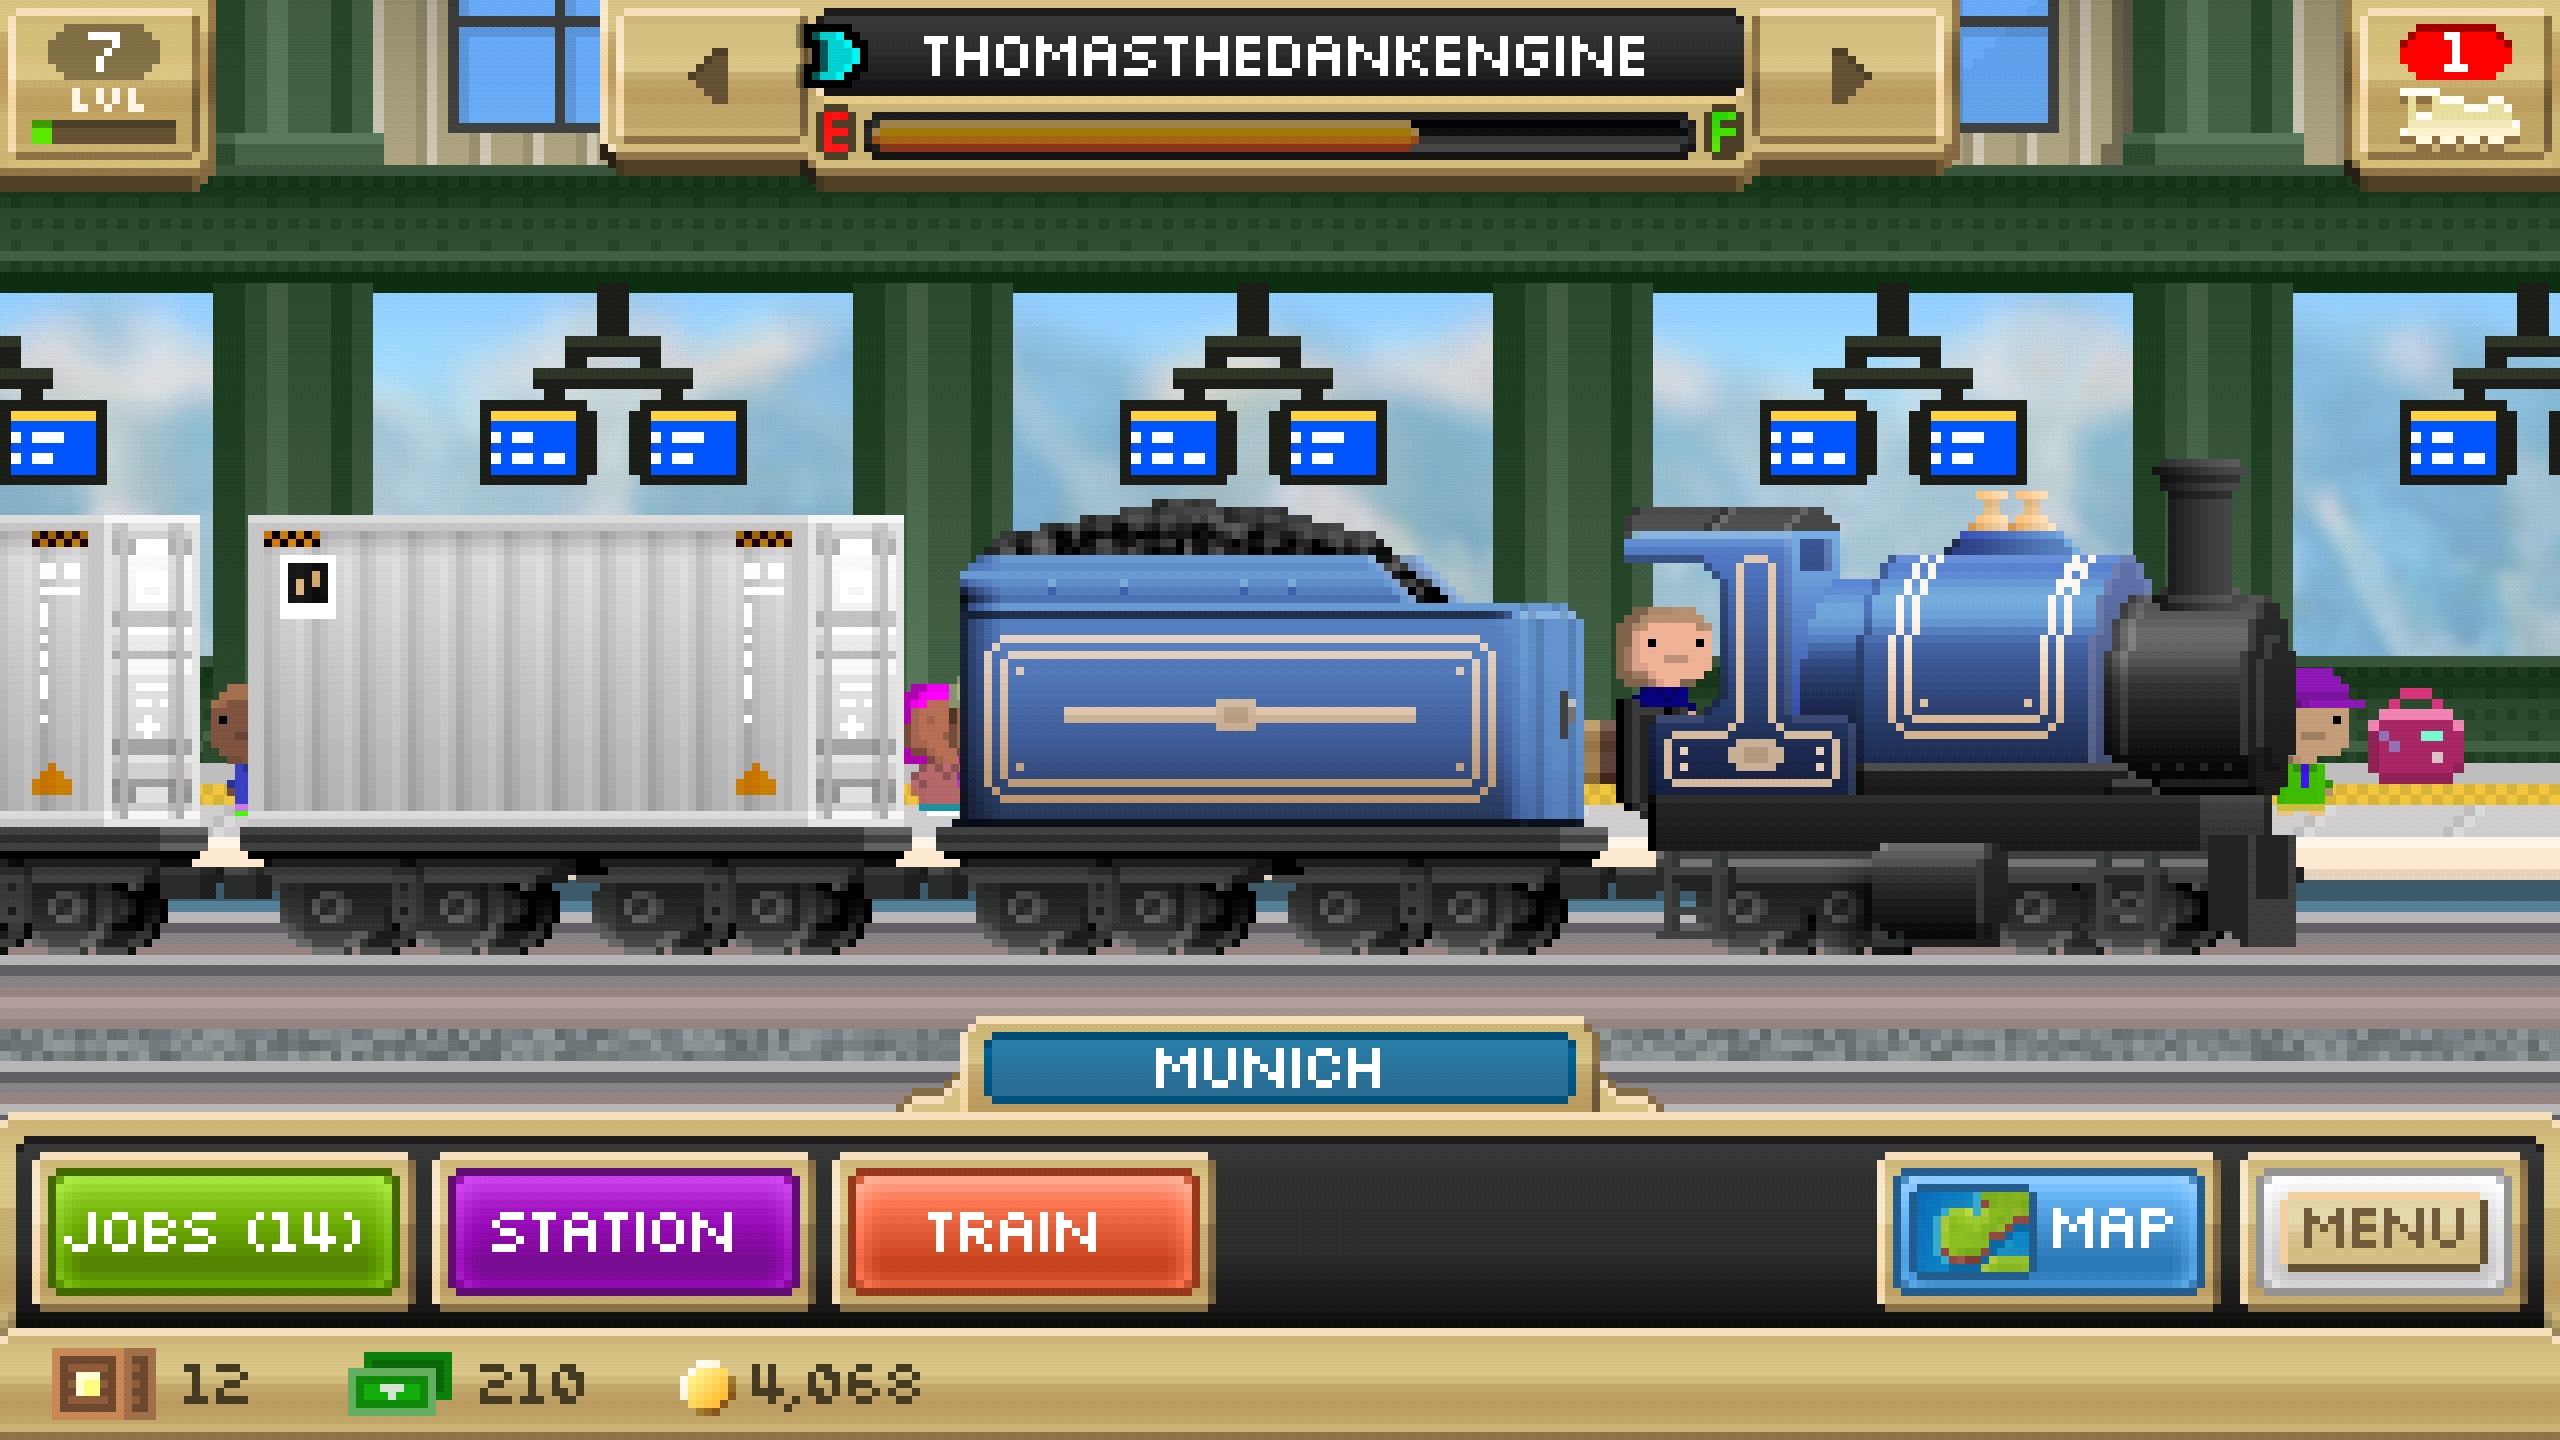 7
LVL
THOMASTHEDANKENGINE
E F
1
MUNICH
JOBS (14)
STATION
TRAIN
MAP
MENU
12
210
4,068